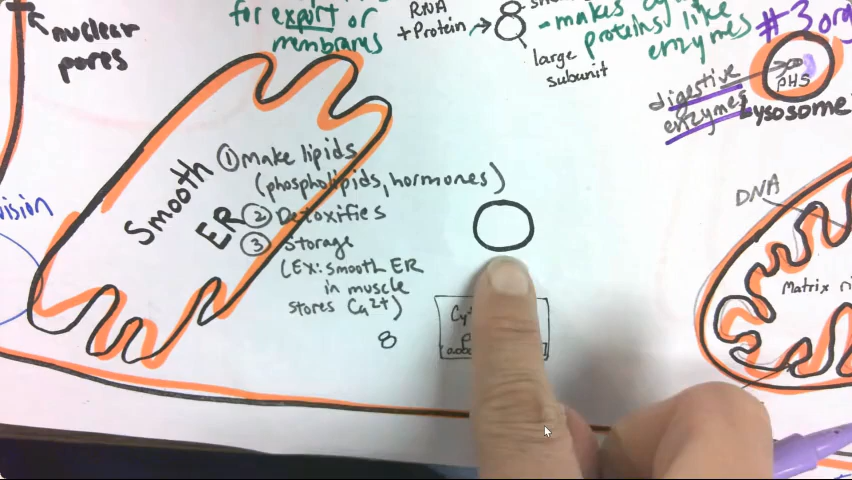 for export or
membranes
nuclear
pores
RNA
+ Protein
large
subunit
- makes
proteins like
enzymes
#3
digestive
enzymes
PHS
Lysosome
Smooth
ER
① Make lipids
(phospholipids, hormones)
② Detoxifies
③ Storage
(EX: smooth ER
in muscle
stores Ca2+)
8
DNA
Matrix